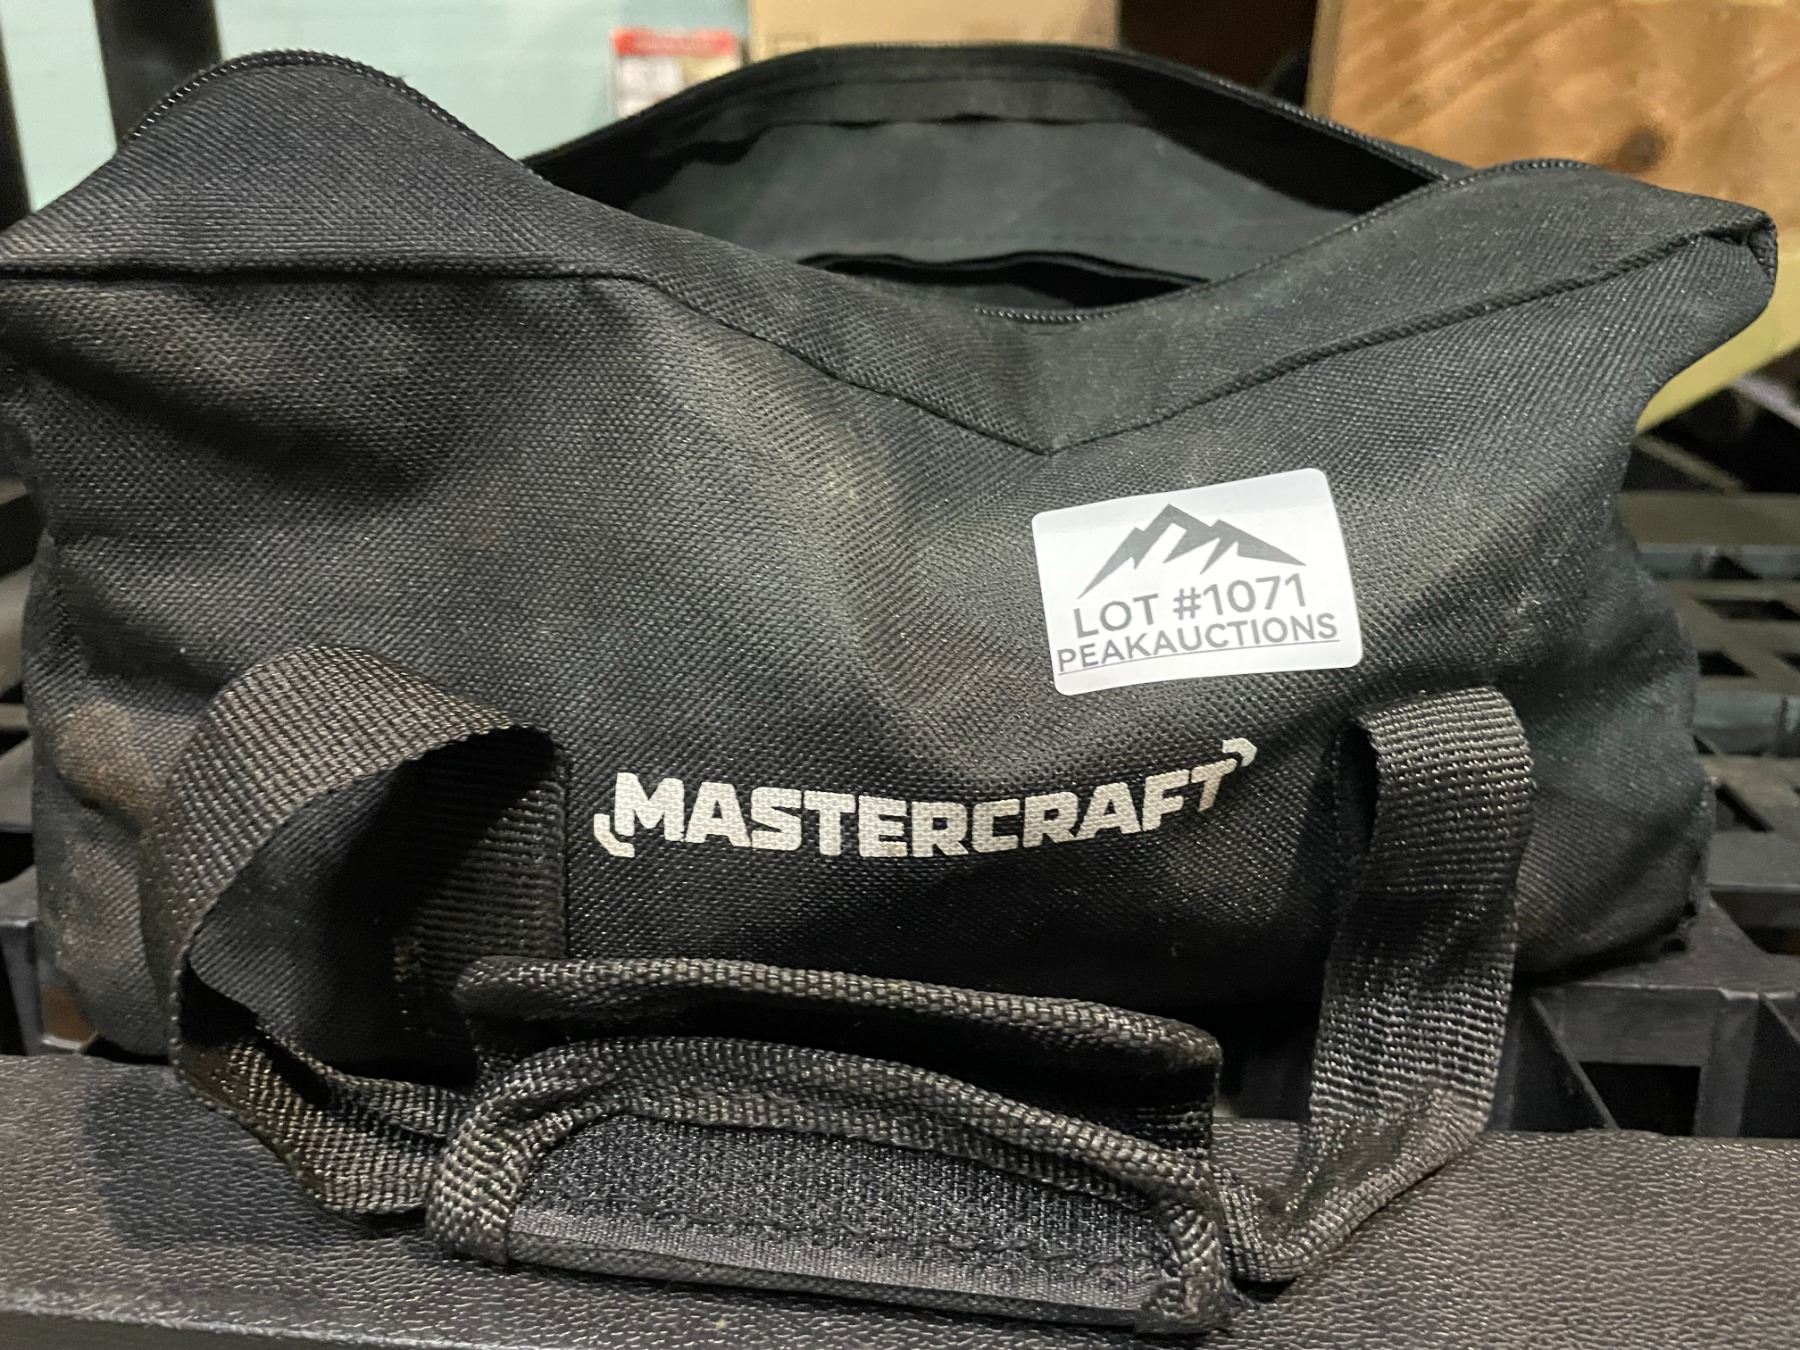 LOT #1071
PEAKAUCTIONS
MASTERCRAFT